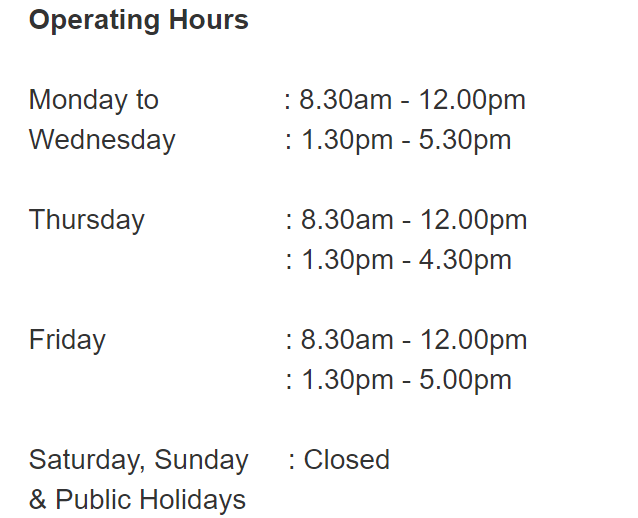 Operating Hours
Monday to : 8.30am - 12.00pm
Wednesday : 1.30pm - 5.30pm
Thursday : 8.30am - 12.00pm
: 1.30pm - 4.30pm
Friday : 8.30am - 12.00pm
: 1.30pm - 5.00pm
Saturday, Sunday : Closed
& Public Holidays